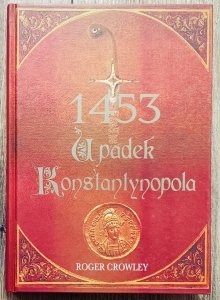 1453
Upadek
Konstantynopola
ROGER CROWLEY